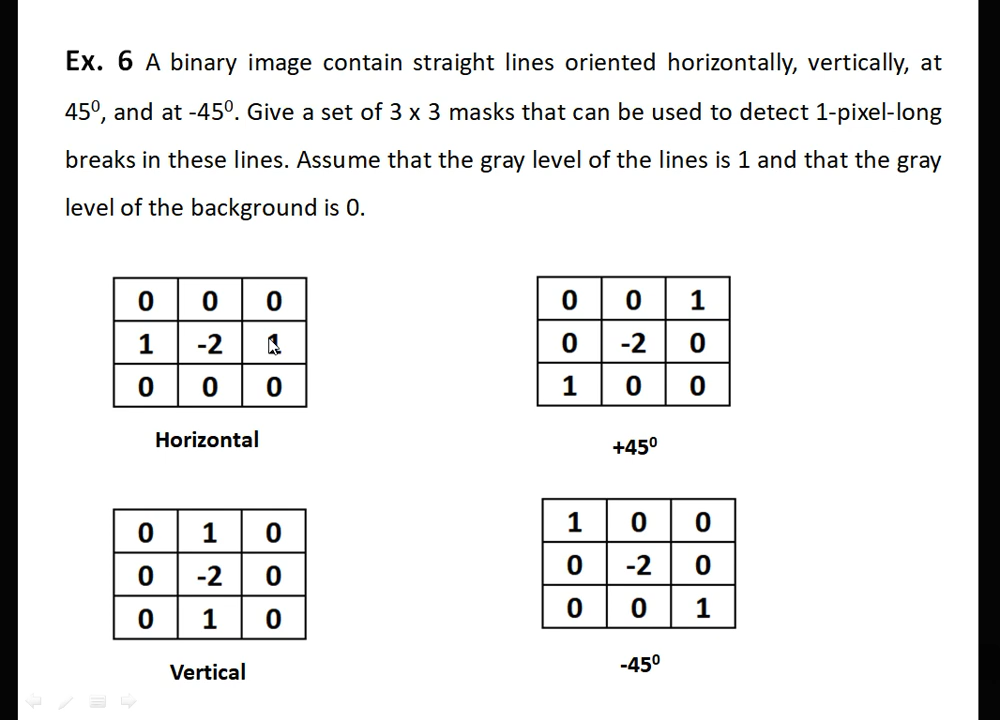 Ex. 6 A binary image contain straight lines oriented horizontally, vertically, at
45⁰, and at -45⁰. Give a set of 3 x 3 masks that can be used to detect 1-pixel-long
breaks in these lines. Assume that the gray level of the lines is 1 and that the gray
level of the background is 0.
0 0 0
1 -2 1
0 0 0
Horizontal
0 0 1
0 -2 0
1 0 0
+45⁰
0 1 0
0 -2 0
0 1 0
Vertical
1 0 0
0 -2 0
0 0 1
-45⁰